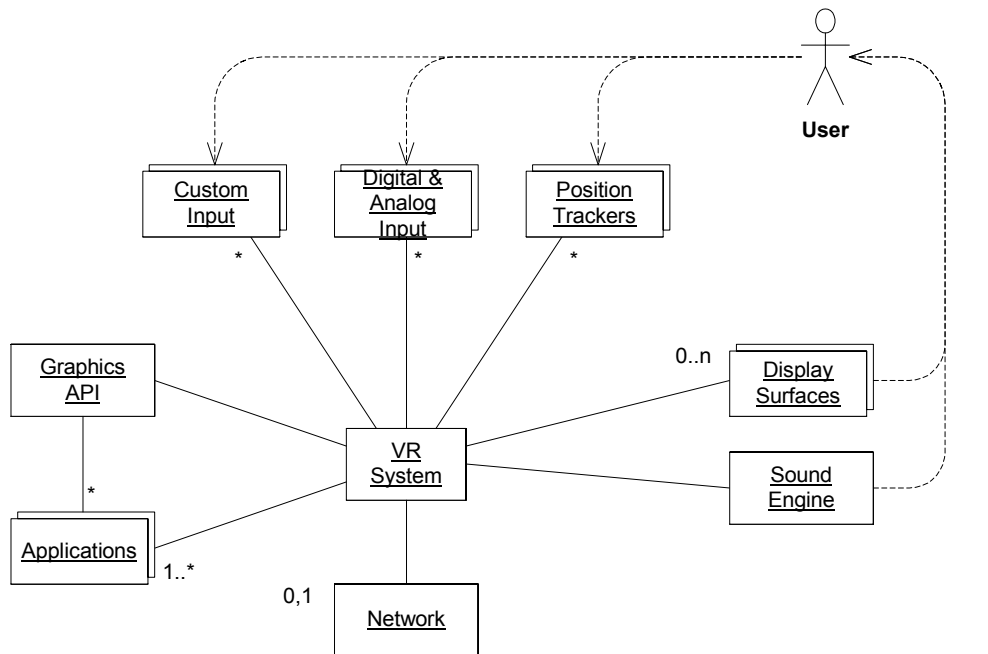 User
Custom
Input
Digital &
Analog
Input
Position
Trackers
*
*
*
Graphics
API
0..n
Display
Surfaces
VR
System
Sound
Engine
*
Applications
1..*
0,1
Network